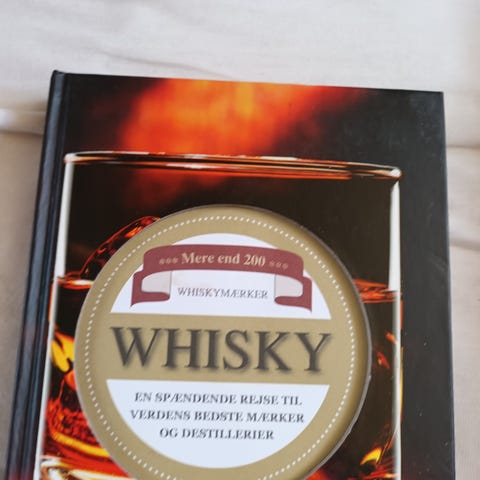 Mere end 200
WHISKYMÆRKER
WHISKY
EN SPÆNDENDE REJSE TIL
VERDENS BEDSTE MÆRKER
OG DESTILLERIER